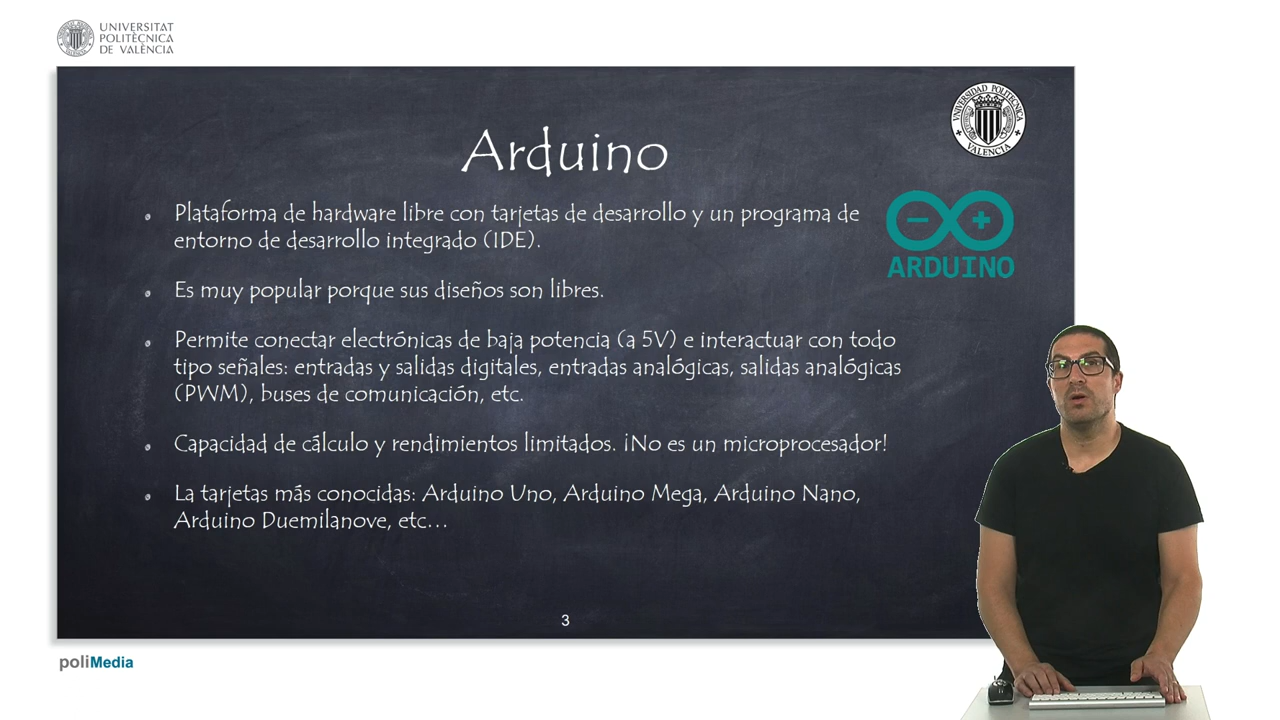 UNIVERSITAT
POLITÈCNICA
DE VALÈNCIA
UNIVERSIDAD POLITECNICA
VALENCIA
Arduino
Plataforma de hardware libre con tarjetas de desarrollo y un programa de
entorno de desarrollo integrado (IDE).
ARDUINO
Es muy popular porque sus diseños son libres.
Permite conectar electrónicas de baja potencia (a 5V) e interactuar con todo
tipo señales: entradas y salidas digitales, entradas analógicas, salidas analógicas
(PWM), buses de comunicación, etc.
Capacidad de cálculo y rendimientos limitados. ¡No es un microprocesador!
La tarjetas más conocidas: Arduino Uno, Arduino Mega, Arduino Nano,
Arduino Duemilanove, etc...
3
poliMedia